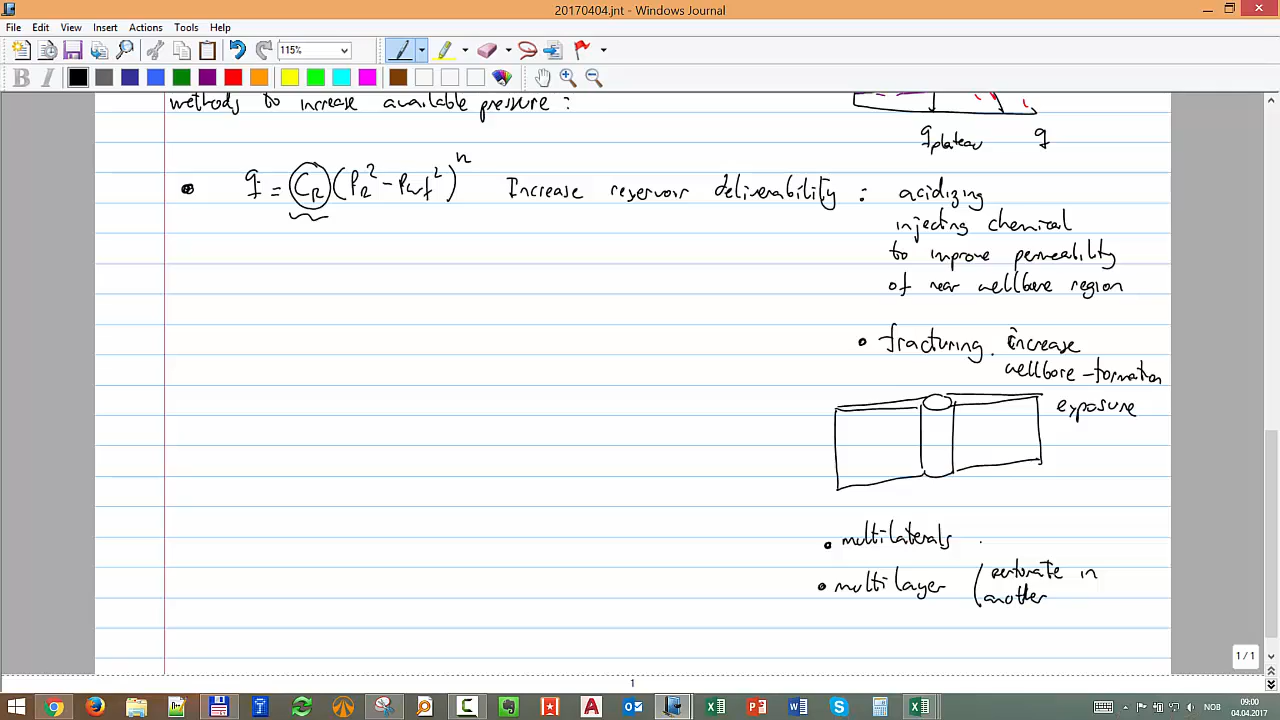 20170404.jnt - Windows Journal
File Edit View Insert Actions Tools Help
115%
B I
methods to increase available pressure :
qplateau q
q = CR (PR² - Pwf²)ⁿ Increase reservoir deliverability : acidizing
injecting chemical
to improve permeability
of near wellbore region
• fracturing. increase
wellbore-formation
exposure
• multilaterals
• multilayer (perforate in
another
1 / 1
1
NOB
09:00
04.04.2017